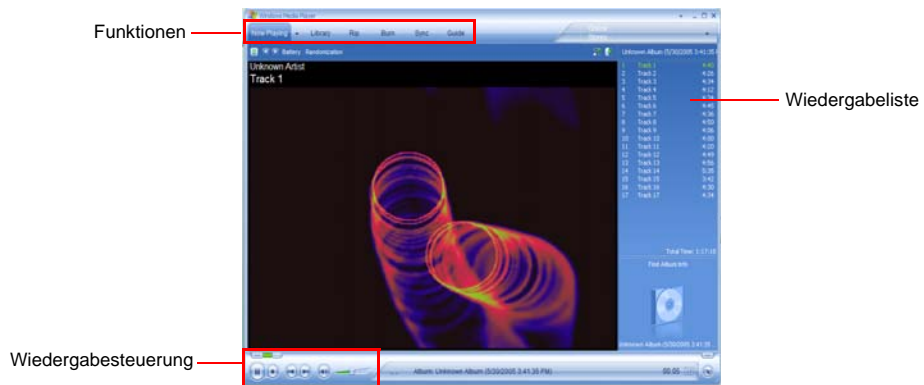 Windows Media Player
Funktionen
Now Playing Library Rip Burn Sync Guide
Battery: Randomization
Unknown Album (5/30/2005 3:41:35
Unknown Artist
Track 1
1 Track 1 4:40
2 Track 2 4:26
3 Track 3 4:34
4 Track 4 4:12
5 Track 5 4:34
6 Track 6 4:45
7 Track 7 4:36
8 Track 8 4:50
9 Track 9 4:06
10 Track 10 4:00
11 Track 11 4:20
12 Track 12 4:49
13 Track 13 4:56
14 Track 14 5:35
15 Track 15 3:42
16 Track 16 4:30
17 Track 17 4:34
Wiedergabeliste
Total Time: 1:17:15
Find Album Info
Unknown Album (5/30/2005 3:41:35
Wiedergabesteuerung
Album: Unknown Album (5/30/2005 3:41:35 PM)
00:05